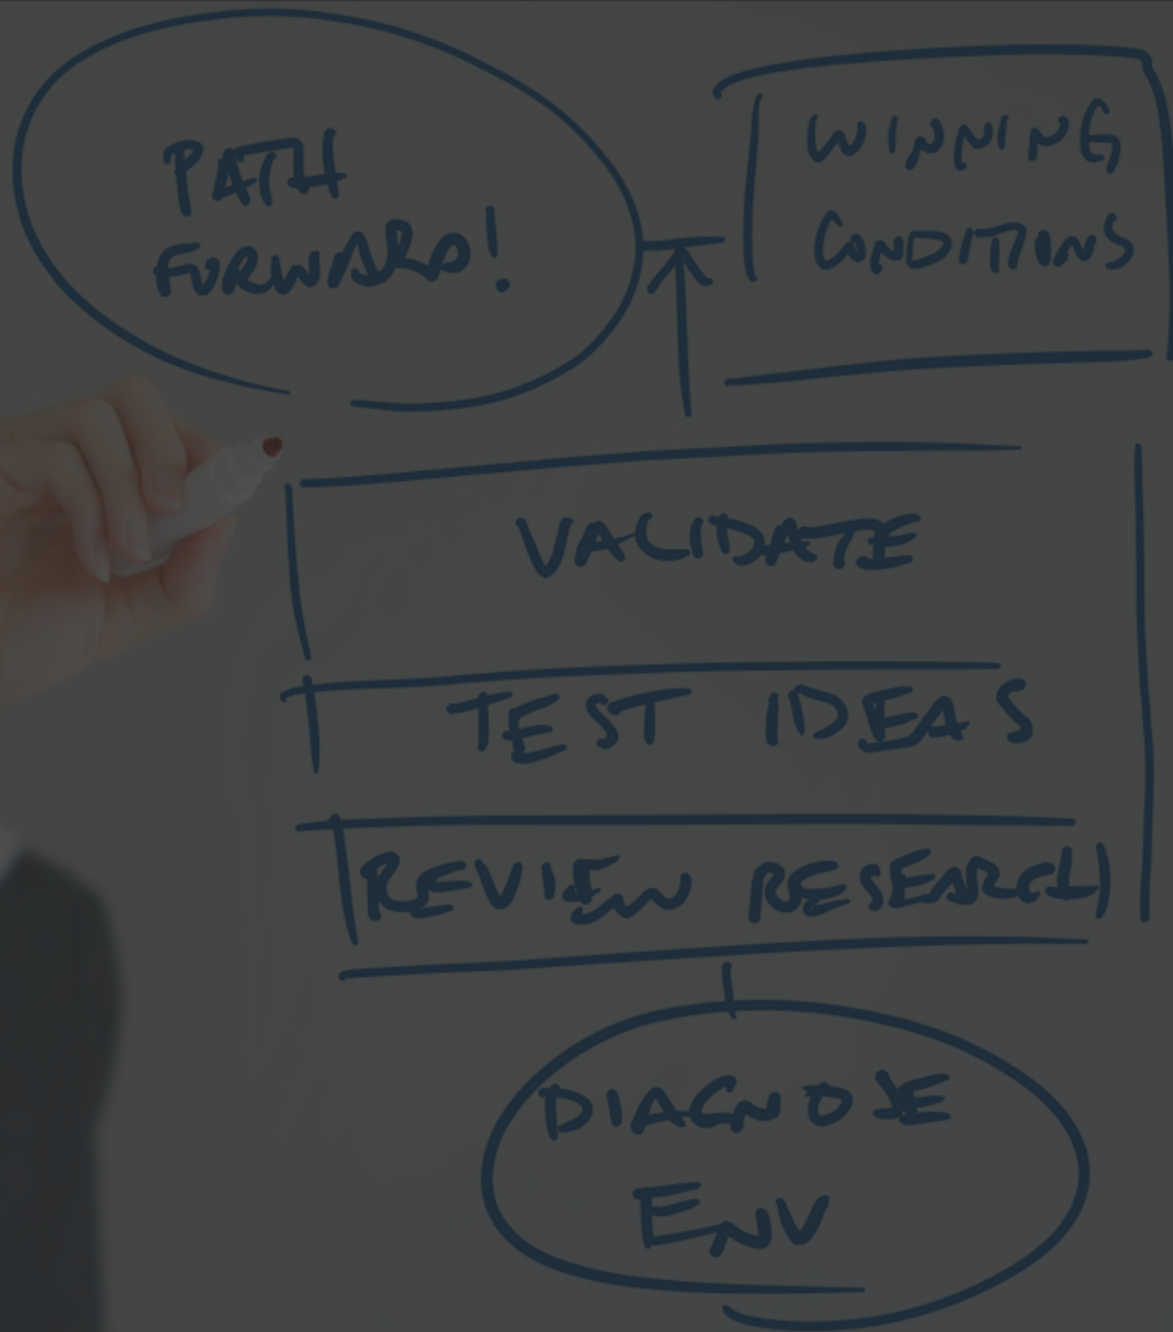 PATH
FORWARD!
WINNING
CONDITIONS
VALIDATE
TEST IDEAS
REVIEW RESEARCH
DIAGNOSE
ENV